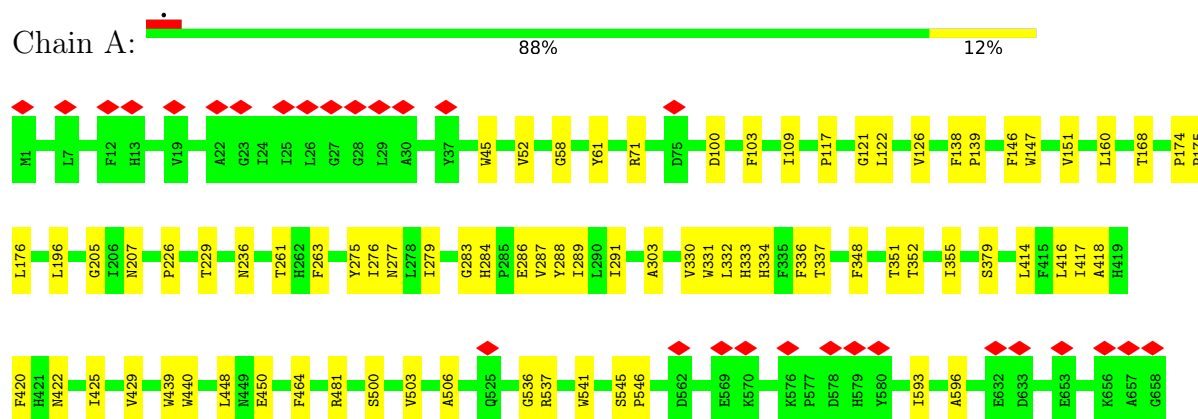 Chain A:
88% 12%
M1 L7 F12 H13 V19 A22 G23 I24 I25 L26 G27 G28 L29 A30 Y37 W45 V52 G58 Y61 R71 D75 D100 F103 I109 P117 G121 L122 V126 F138 P139 F146 W147 V151 L160 T168 P174 P175
L176 L196 G205 I206 N207 P226 T229 N236 T261 H262 F263 Y275 I276 N277 L278 I279 G283 H284 P285 E286 V287 Y288 I289 L290 I291 A303 V330 W331 L332 H333 H334 F335 F336 T337 F348 T351 T352 I355 S379 L414 F415 L416 I417 A418 H419
F420 H421 N422 I425 V429 W439 W440 L448 N449 E450 F464 R481 S500 V503 A506 Q525 G536 R537 W541 S545 P546 D562 E569 K570 K576 P577 D578 H579 Y580 I593 A596 E632 D633 E653 K656 A657 G658